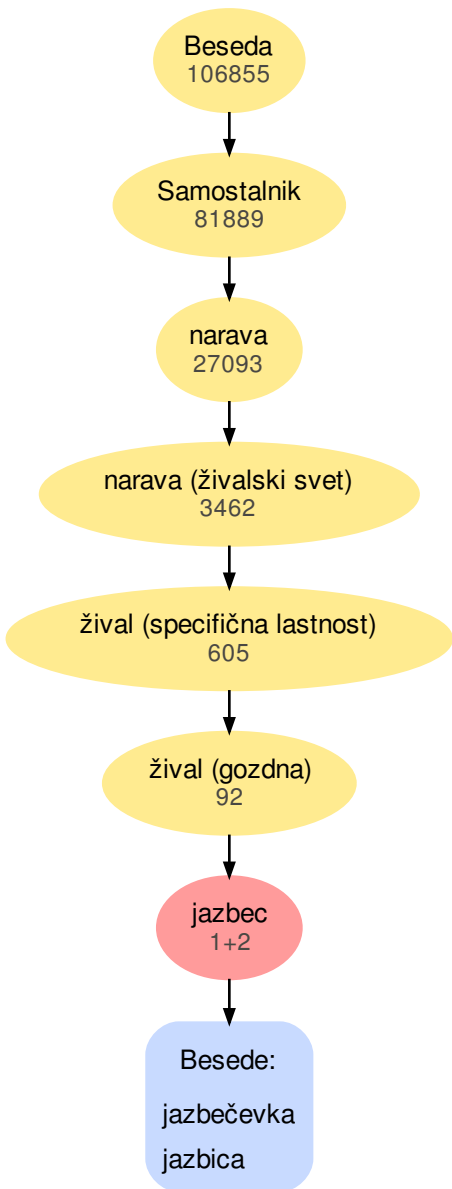 Beseda
106855
Samostalnik
81889
narava
27093
narava (živalski svet)
3462
žival (specifična lastnost)
605
žival (gozdna)
92
jazbec
1+2
Besede:
jazbečevka
jazbica